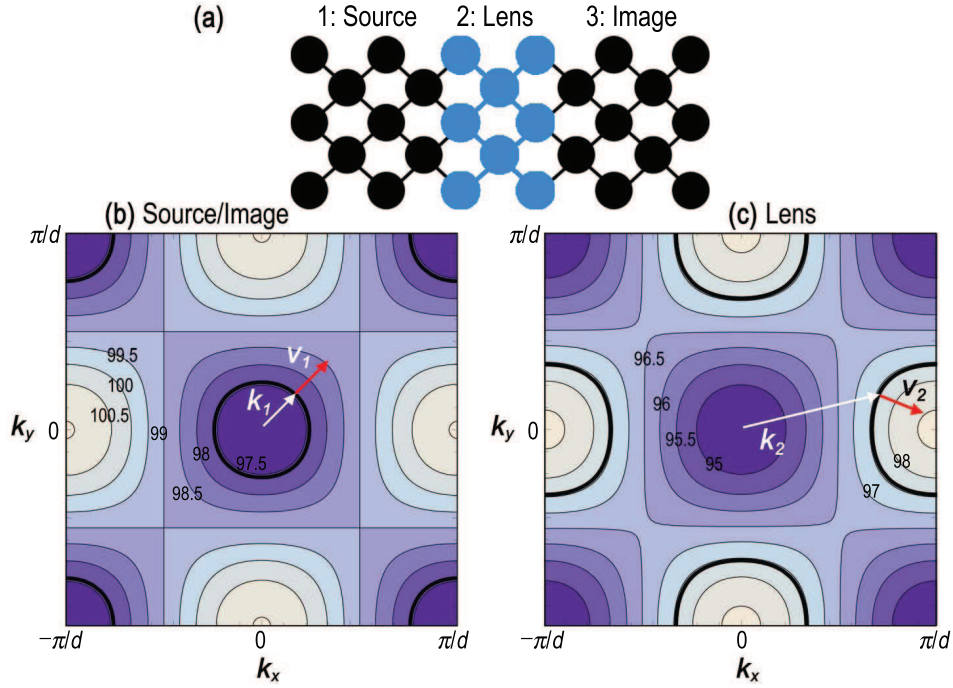 (a) 1: Source 2: Lens 3: Image
(b) Source/Image
(c) Lens
π/d
99.5
100
100.5
99
98
97.5
98.5
v1
k1
ky 0
−π/d 0 π/d
kx
π/d
96.5
96
95.5
95
98
97
v2
k2
ky 0
−π/d 0 π/d
kx